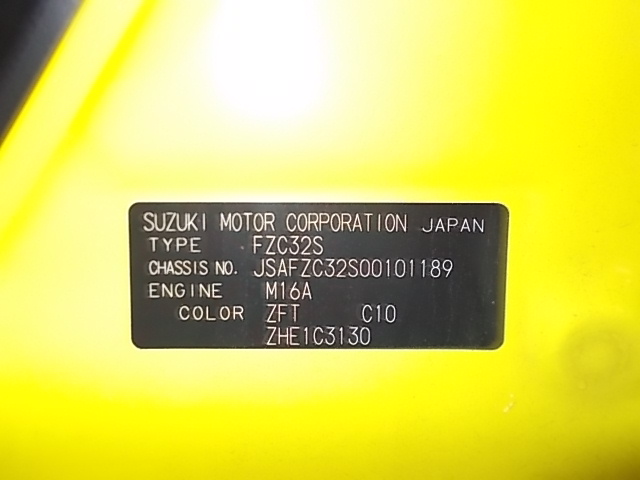 SUZUKI MOTOR CORPORATION JAPAN
TYPE FZC32S
CHASSIS NO. JSAFZC32S00101189
ENGINE M16A
COLOR ZFT C10
ZHE1C3130